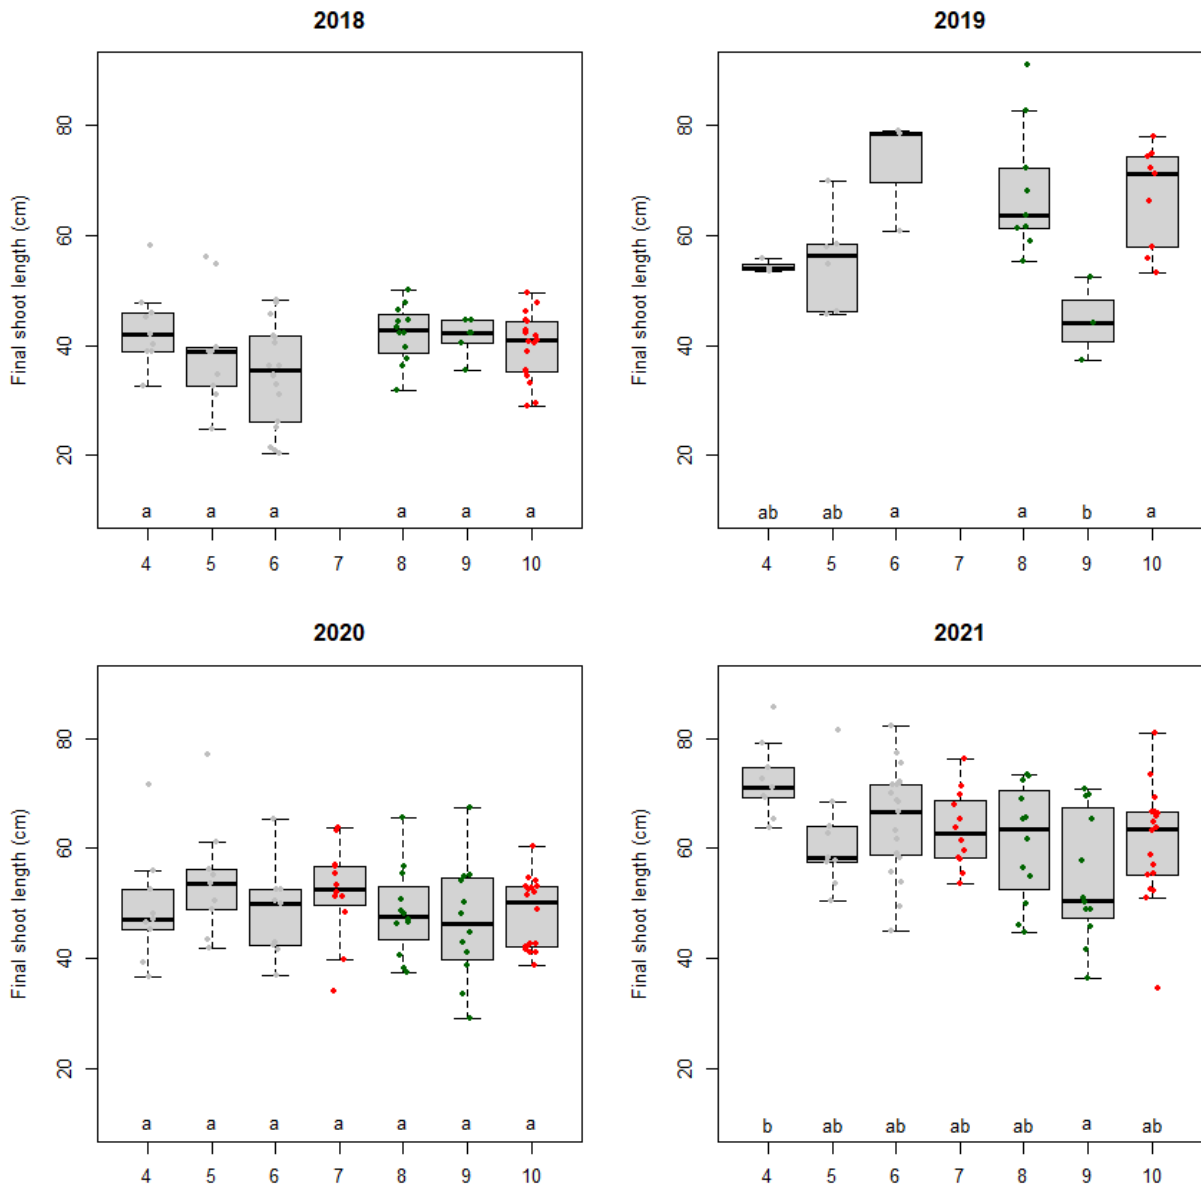 2018
Final shoot length (cm)
80
60
40
20
a a a a a a
4 5 6 7 8 9 10
2019
Final shoot length (cm)
80
60
40
20
ab ab a a b a
4 5 6 7 8 9 10
2020
Final shoot length (cm)
80
60
40
20
a a a a a a a
4 5 6 7 8 9 10
2021
Final shoot length (cm)
80
60
40
20
b ab ab ab ab a ab
4 5 6 7 8 9 10